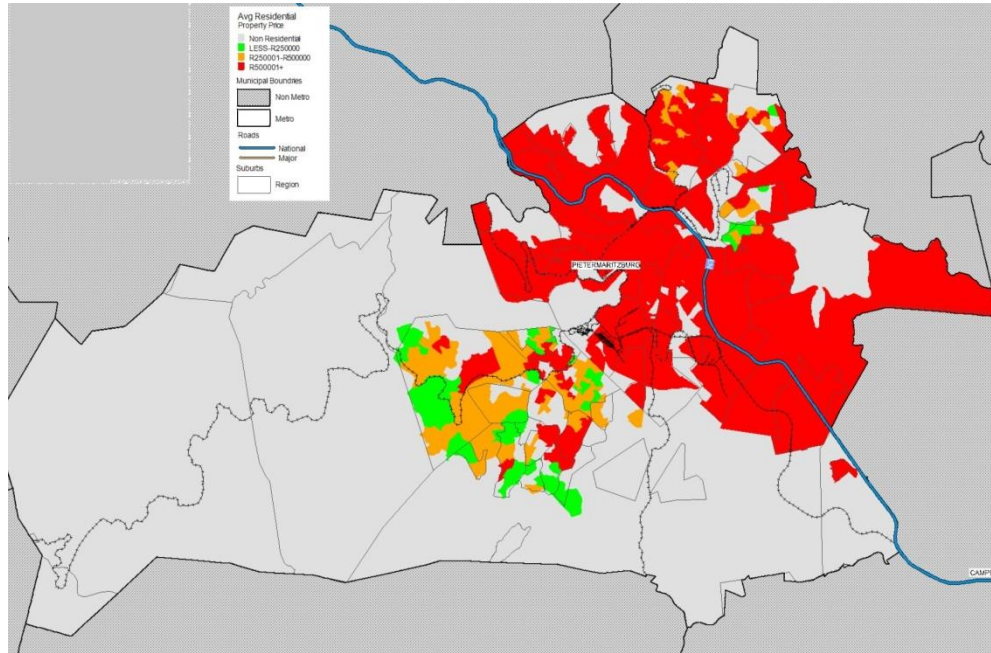 Avg Residential
Property Price
Non Residential
LESS-R250000
R250001-R500000
R500001+
Municipal Boundries
Non Metro
Metro
Roads
National
Major
Suburbs
Region
PIETERMARITZBURG
CAMPE